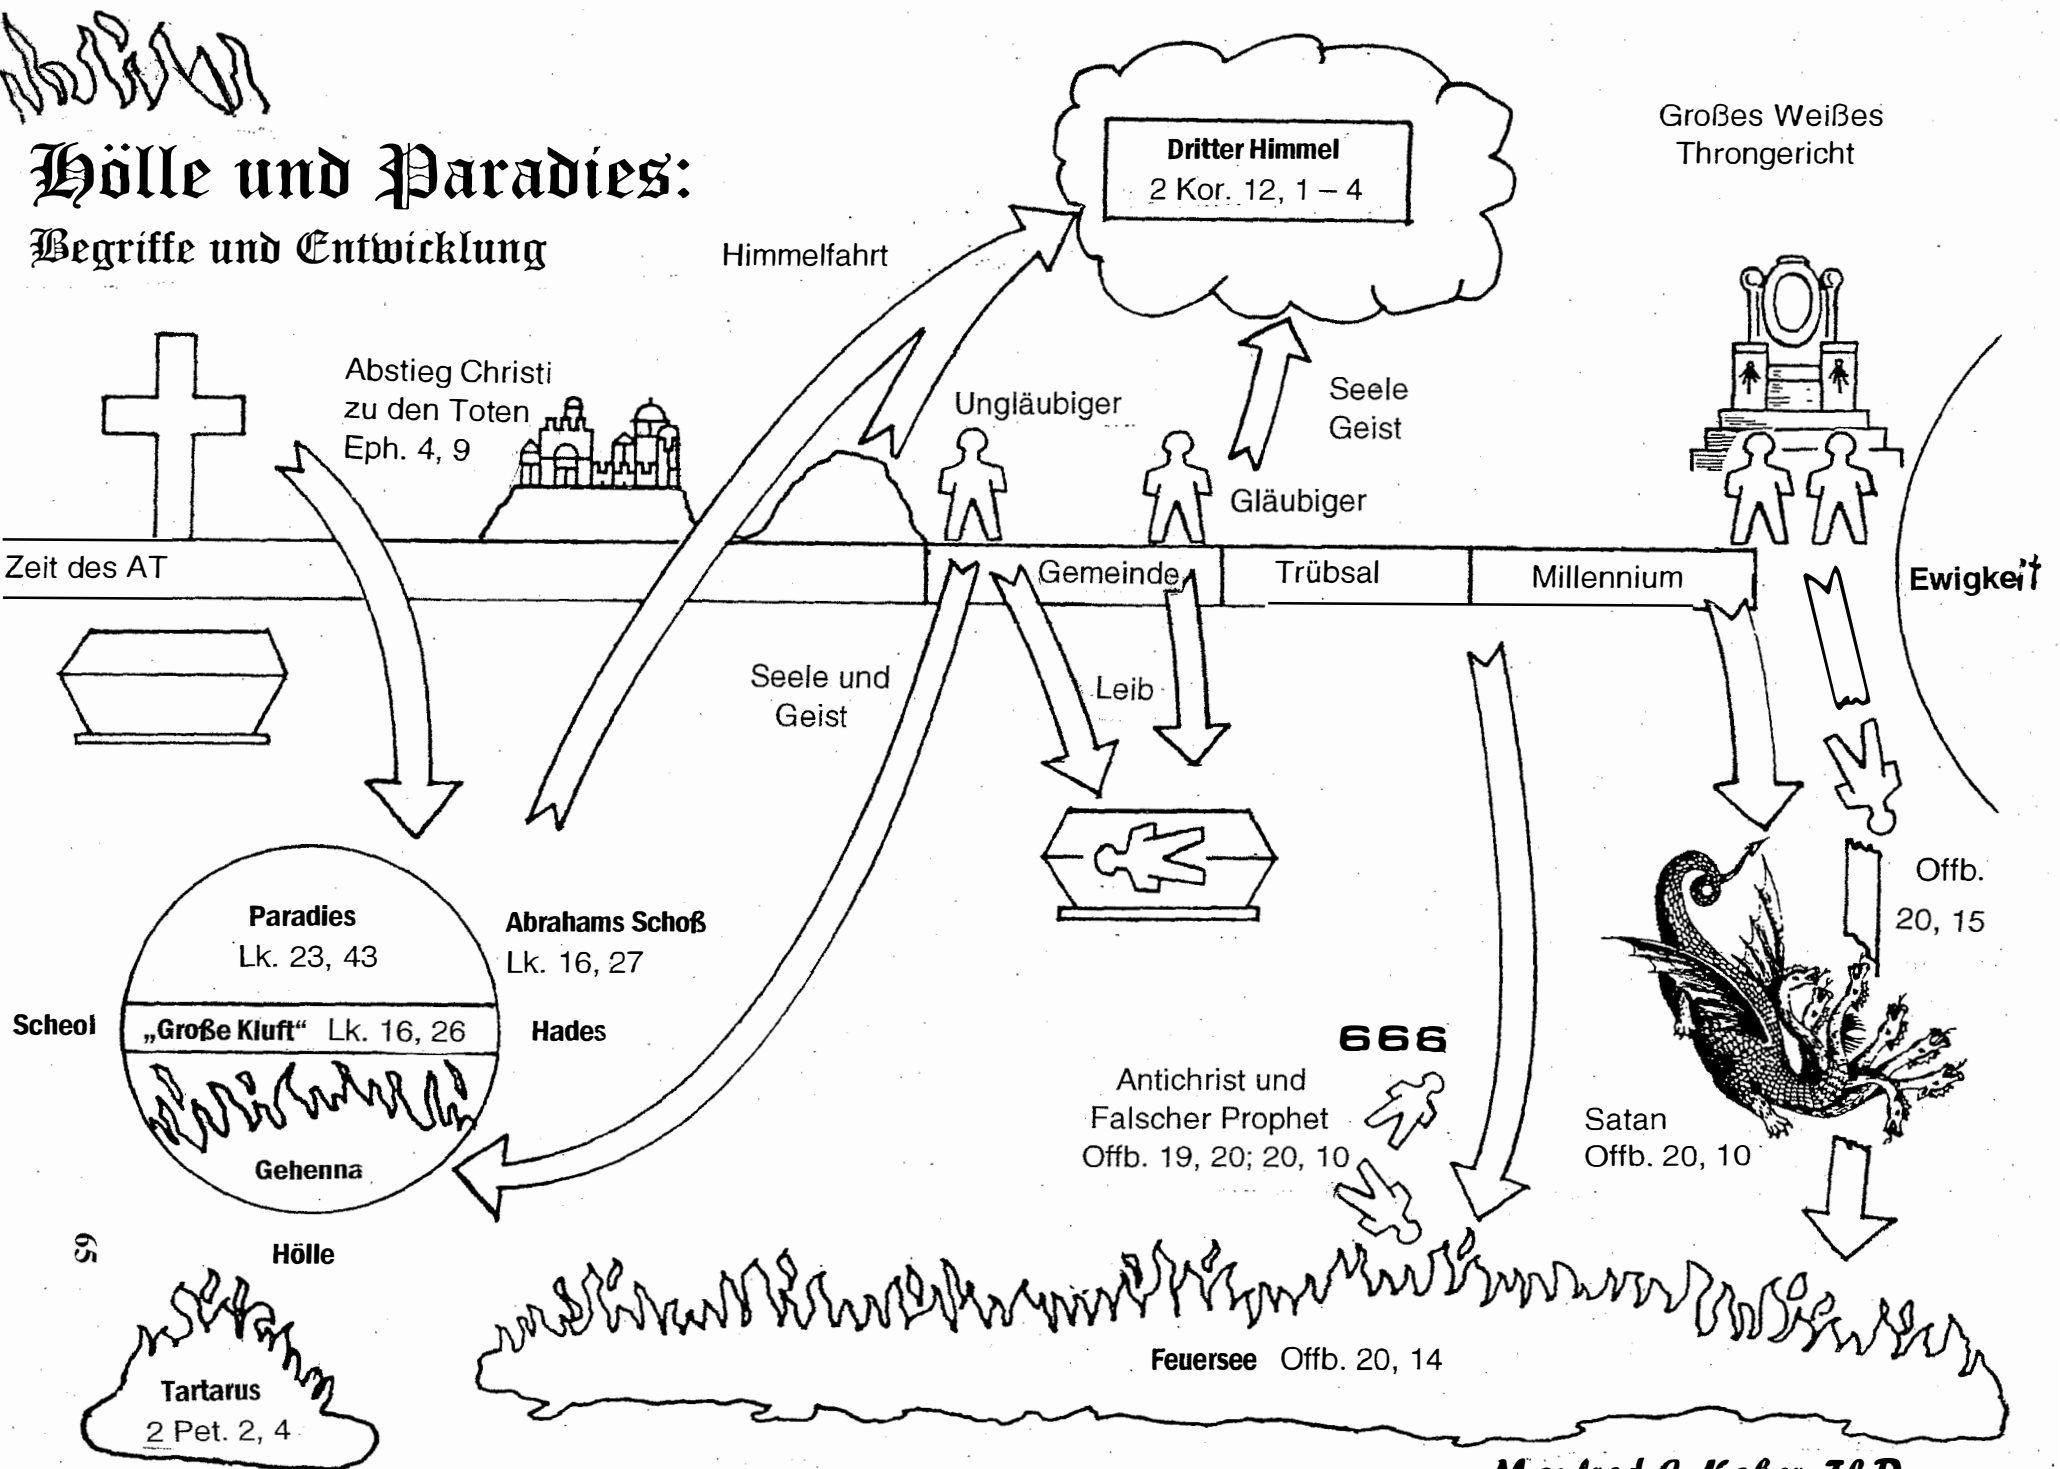 Hölle und Paradies:
Begriffe und Entwicklung
Dritter Himmel
2 Kor. 12, 1 – 4
Großes Weißes
Throngericht
Himmelfahrt
Abstieg Christi
zu den Toten
Eph. 4, 9
Ungläubiger
Seele
Geist
Gläubiger
Zeit des AT
Gemeinde
Trübsal
Millennium
Ewigkeit
Seele und
Geist
Leib
Paradies
Lk. 23, 43
Abrahams Schoß
Lk. 16, 27
Scheol
„Große Kluft“ Lk. 16, 26
Hades
Gehenna
Hölle
65
Tartarus
2 Pet. 2, 4
666
Antichrist und
Falscher Prophet
Offb. 19, 20; 20, 10
Satan
Offb. 20, 10
Offb.
20, 15
Feuersee Offb. 20, 14